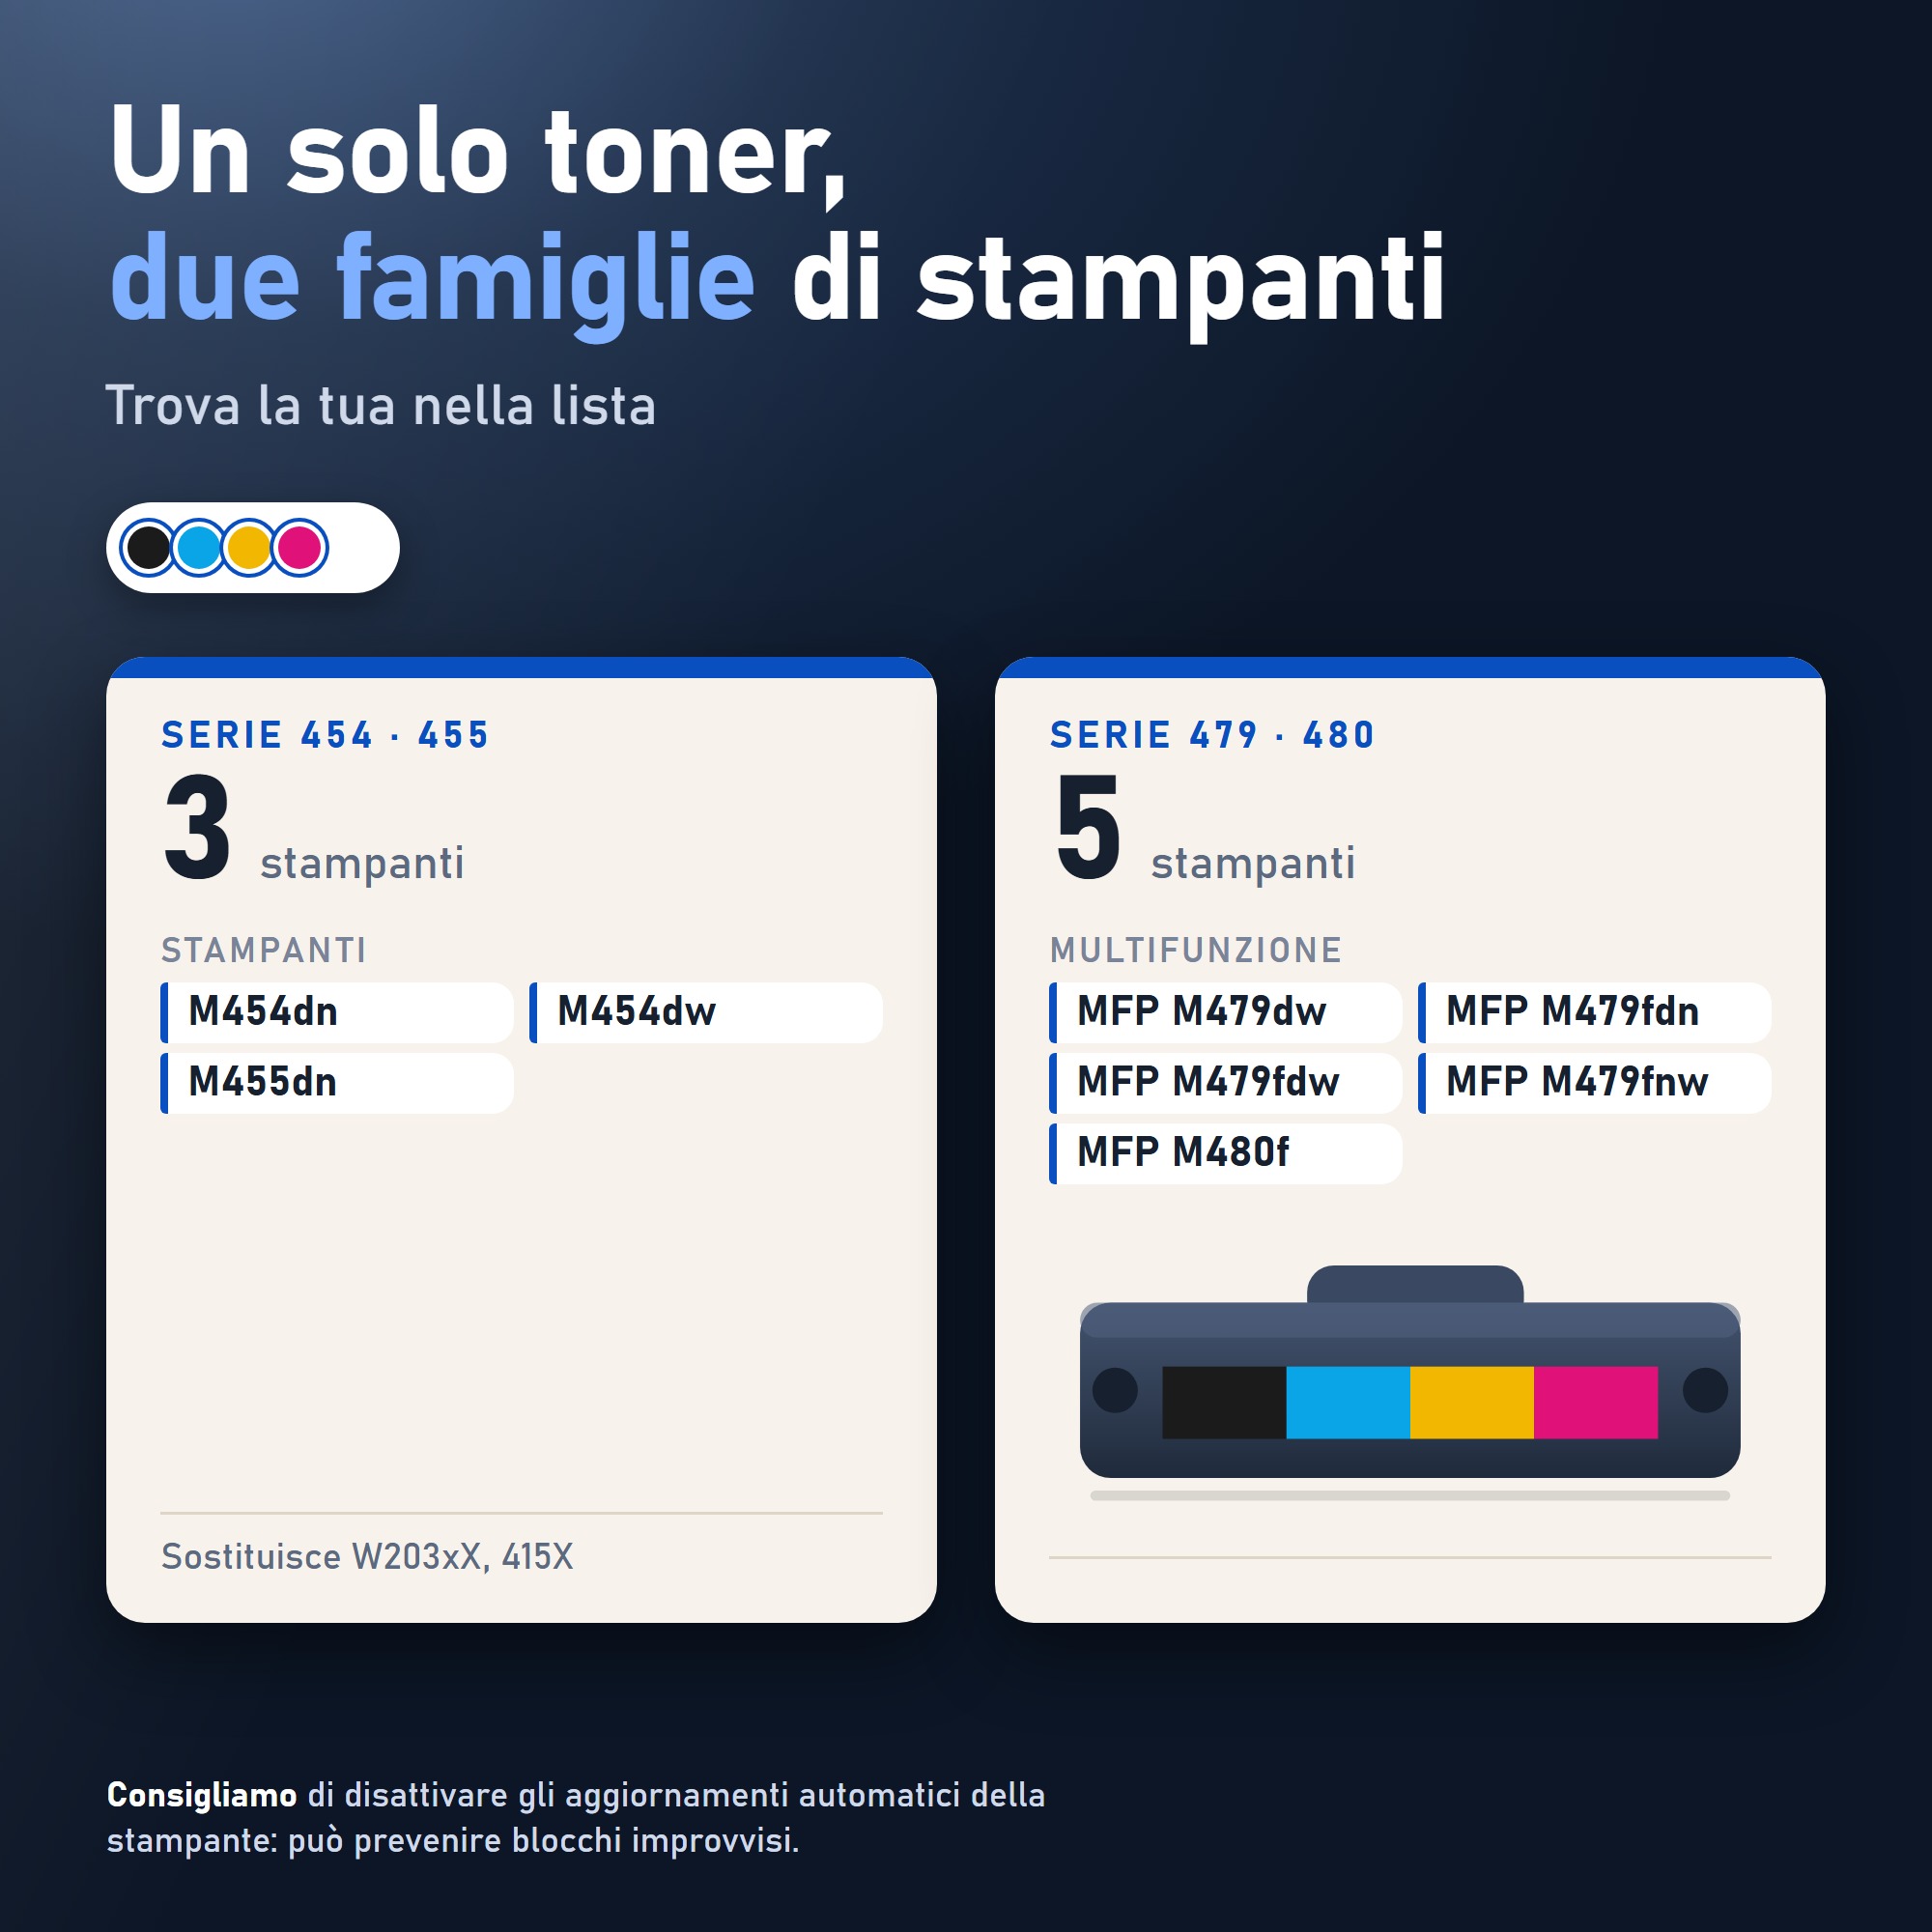 Un solo toner,
due famiglie di stampanti
Trova la tua nella lista
SERIE 454 · 455
3 stampanti
STAMPANTI
M454dn
M454dw
M455dn
Sostituisce W203xX, 415X
SERIE 479 · 480
5 stampanti
MULTIFUNZIONE
MFP M479dw
MFP M479fdn
MFP M479fdw
MFP M479fnw
MFP M480f
Consigliamo di disattivare gli aggiornamenti automatici della
stampante: può prevenire blocchi improvvisi.